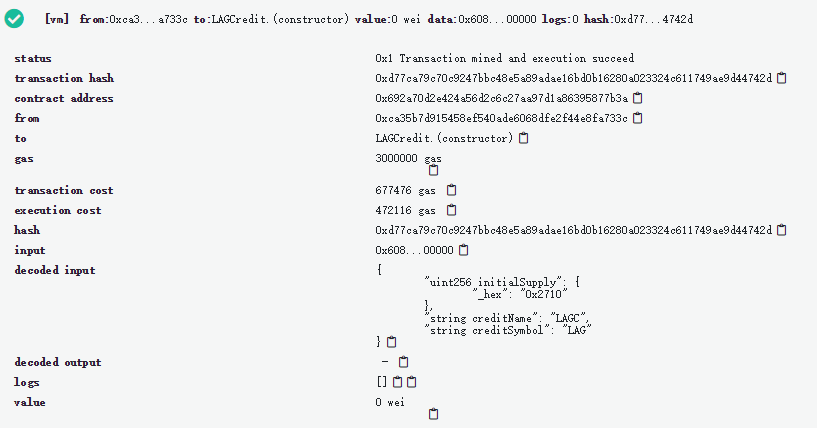 [vm] from:0xca3...a733c to:LAGCredit.(constructor) value:0 wei data:0x608...00000 logs:0 hash:0xd77...4742d
status 0x1 Transaction mined and execution succeed
transaction hash 0xd77ca79c70c9247bbc48e5a89adae16bd0b16280a023324c611749ae9d44742d
contract address 0x692a70d2e424a56d2c6c27aa97d1a86395877b3a
from 0xca35b7d915458ef540ade6068dfe2f44e8fa733c
to LAGCredit.(constructor)
gas 3000000 gas
transaction cost 677476 gas
execution cost 472116 gas
hash 0xd77ca79c70c9247bbc48e5a89adae16bd0b16280a023324c611749ae9d44742d
input 0x608...00000
decoded input {
"uint256 initialSupply": {
"_hex": "0x2710"
},
"string creditName": "LAGC",
"string creditSymbol": "LAG"
}
decoded output -
logs []
value 0 wei